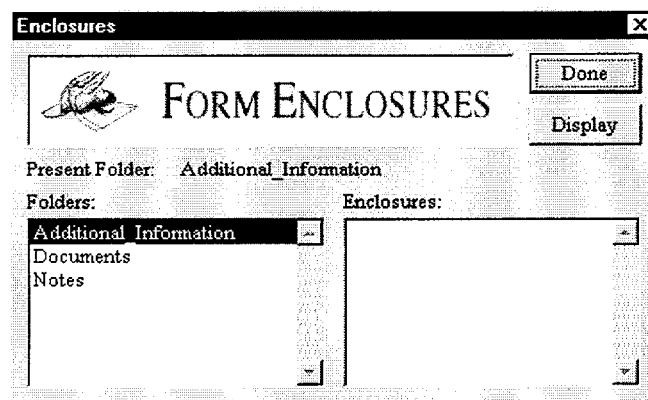 Enclosures
FORM ENCLOSURES
Done
Display
Present Folder: Additional_Information
Folders: Enclosures:
Additional_Information
Documents
Notes